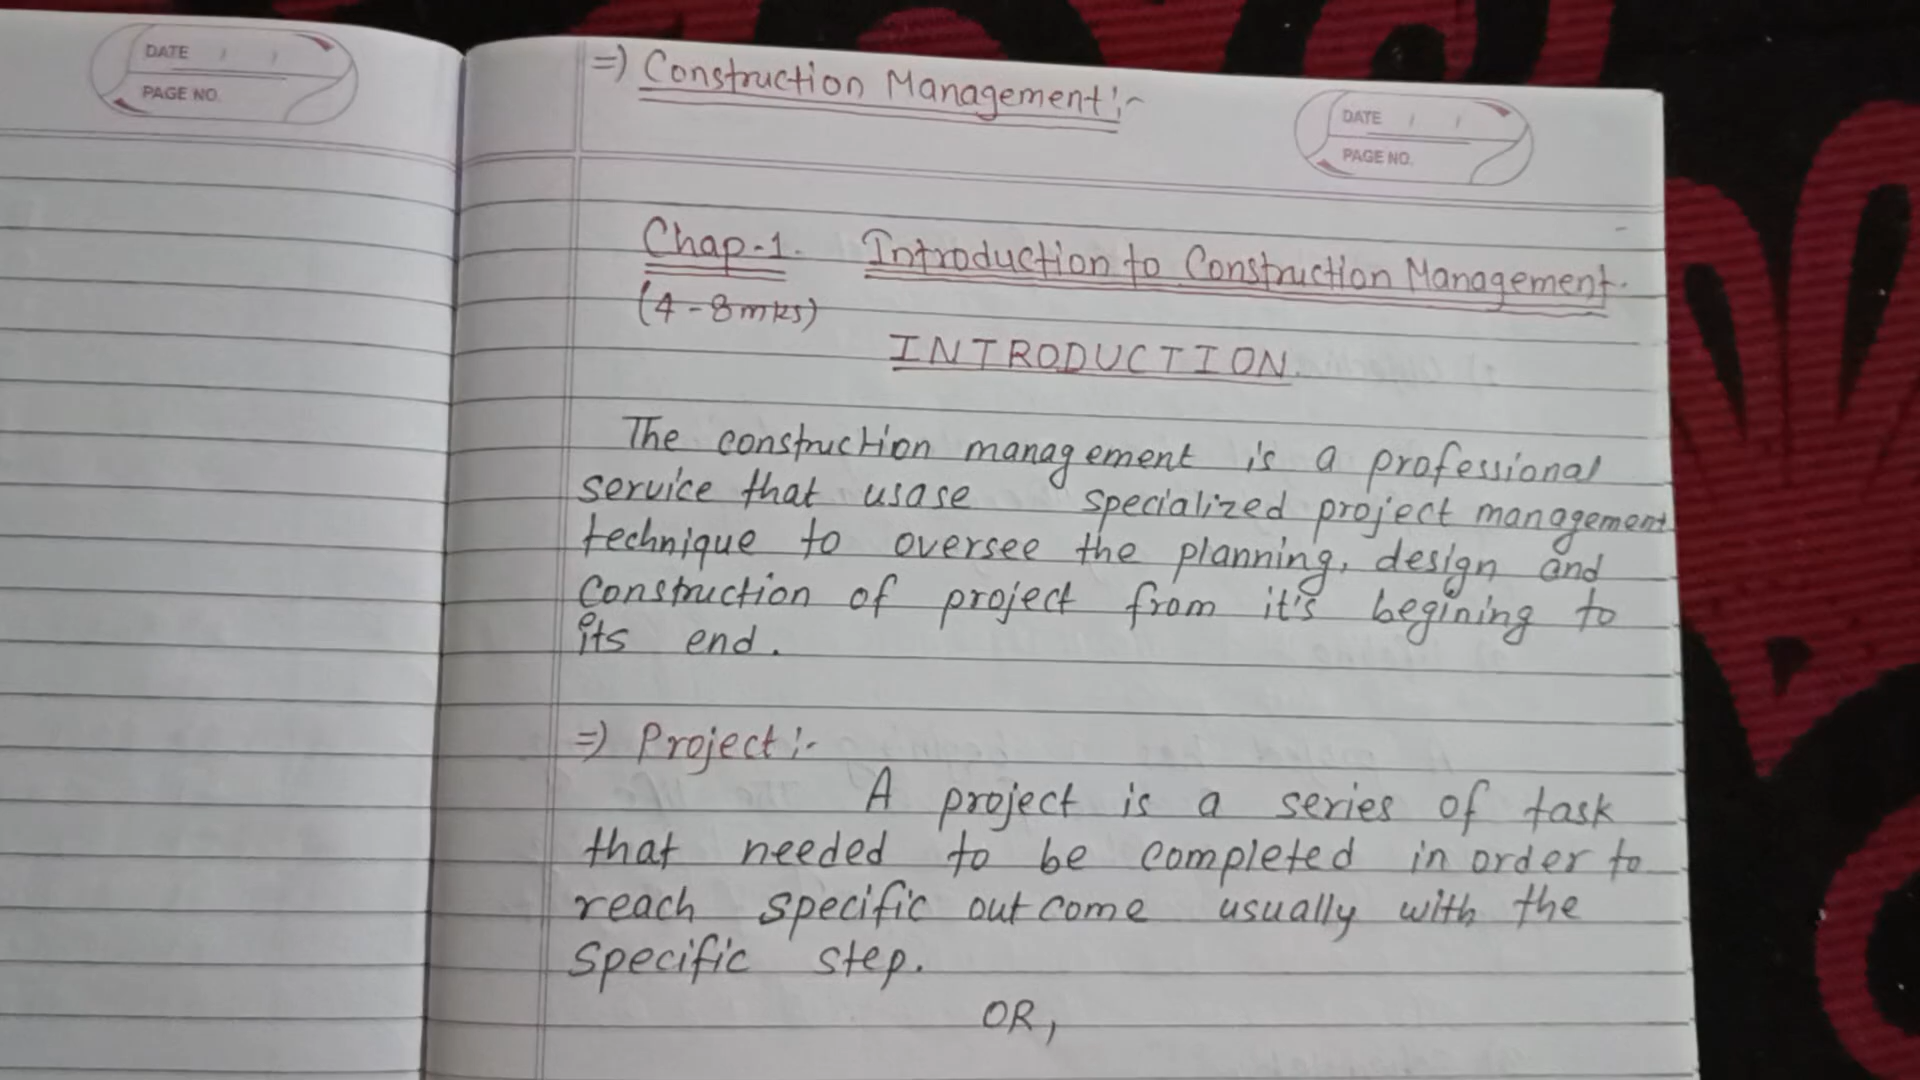 DATE / /
PAGE NO.
=) Construction Management :-
DATE / /
PAGE NO.
Chap-1. Introduction to Construction Management.
(4-8mks)
INTRODUCTION.
The construction management is a professional
service that usase specialized project management
technique to oversee the planning, design and
construction of project from it's begining to
its end.
=) Project :-
A project is a series of task
that needed to be completed in order to
reach specific out come usually with the
specific step.
OR,